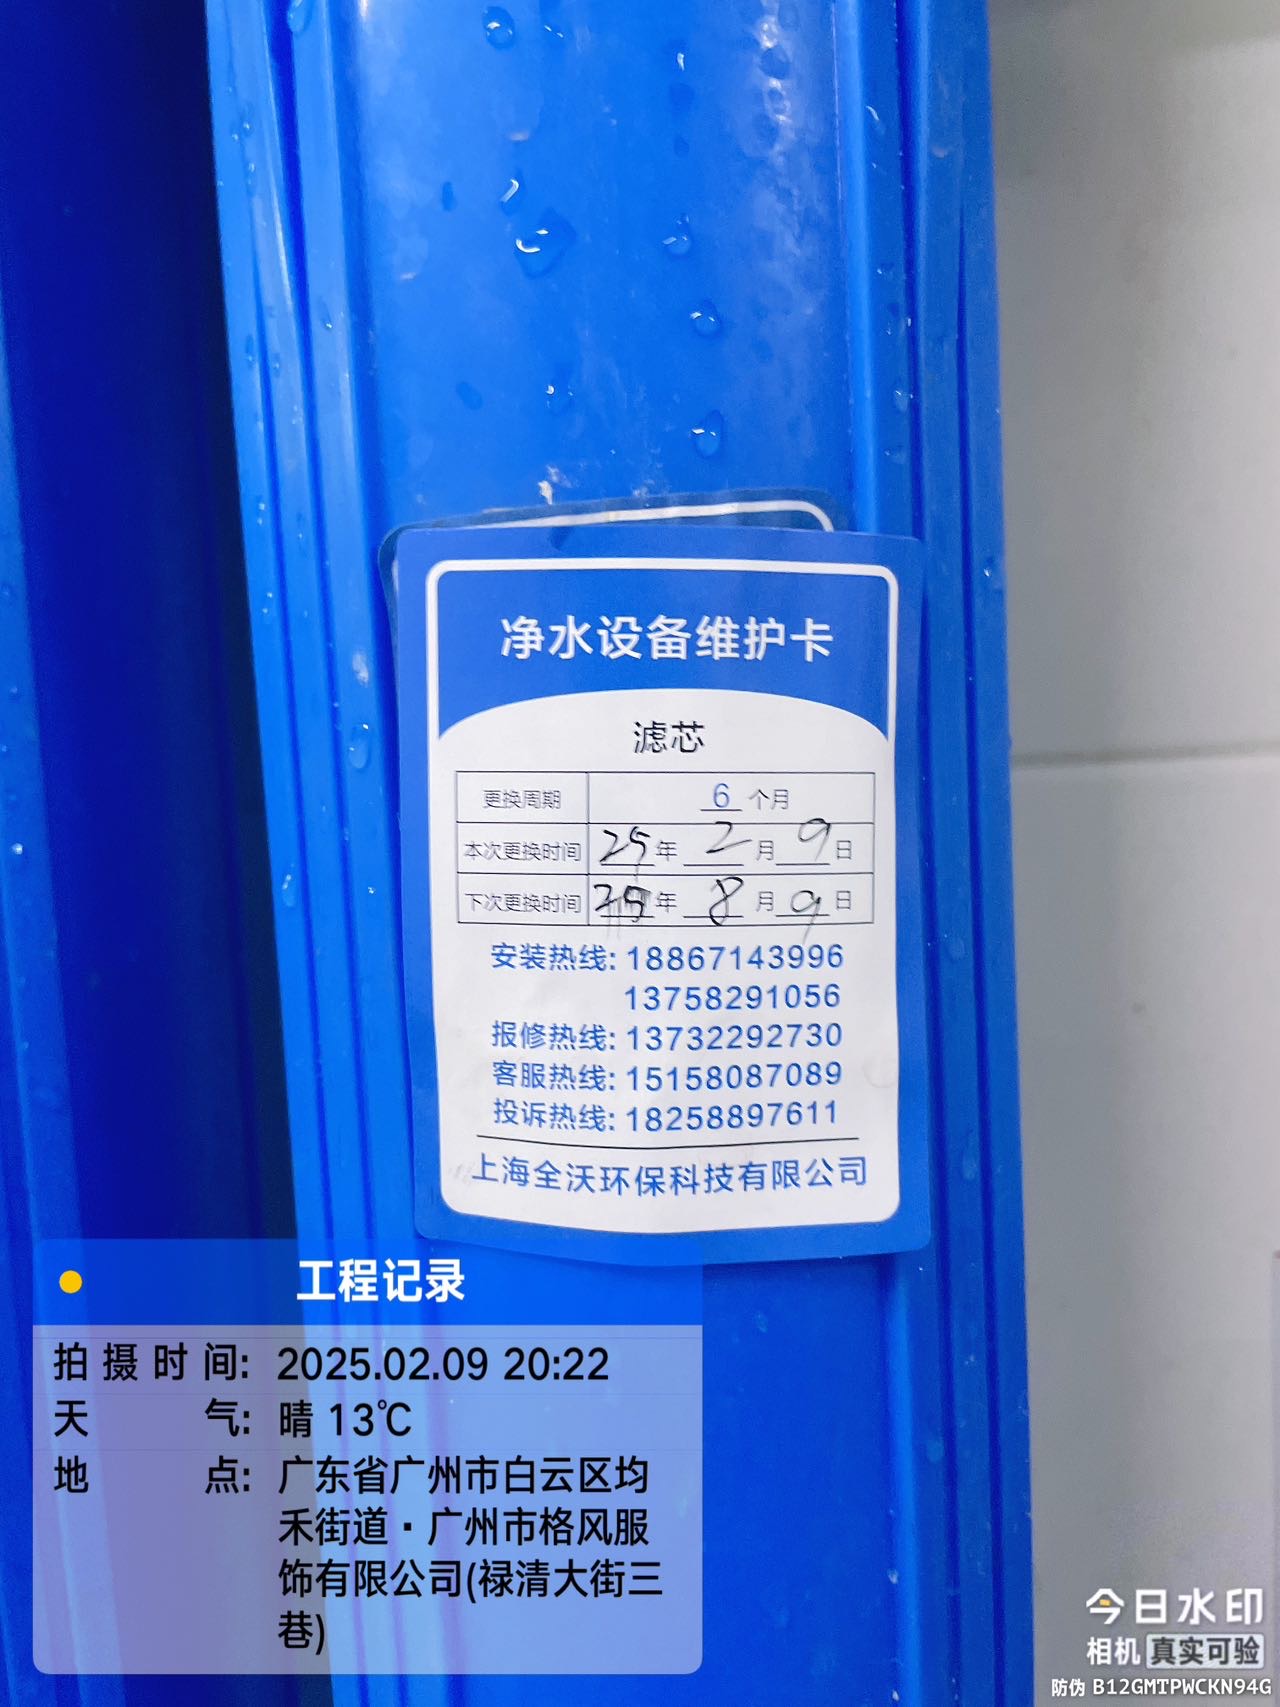 净水设备维护卡
滤芯
更换周期 6 个月
本次更换时间 25 年 2 月 9 日
下次更换时间 25 年 8 月 9 日
安装热线: 18867143996
13758291056
报修热线: 13732292730
客服热线: 15158087089
投诉热线: 18258897611
上海全沃环保科技有限公司
工程记录
拍摄时间: 2025.02.09 20:22
天气: 晴 13℃
地点: 广东省广州市白云区均
禾街道·广州市格风服
饰有限公司(禄清大街三
巷)
今日水印
相机 真实可验
防伪 B12GMTPWCKN94G